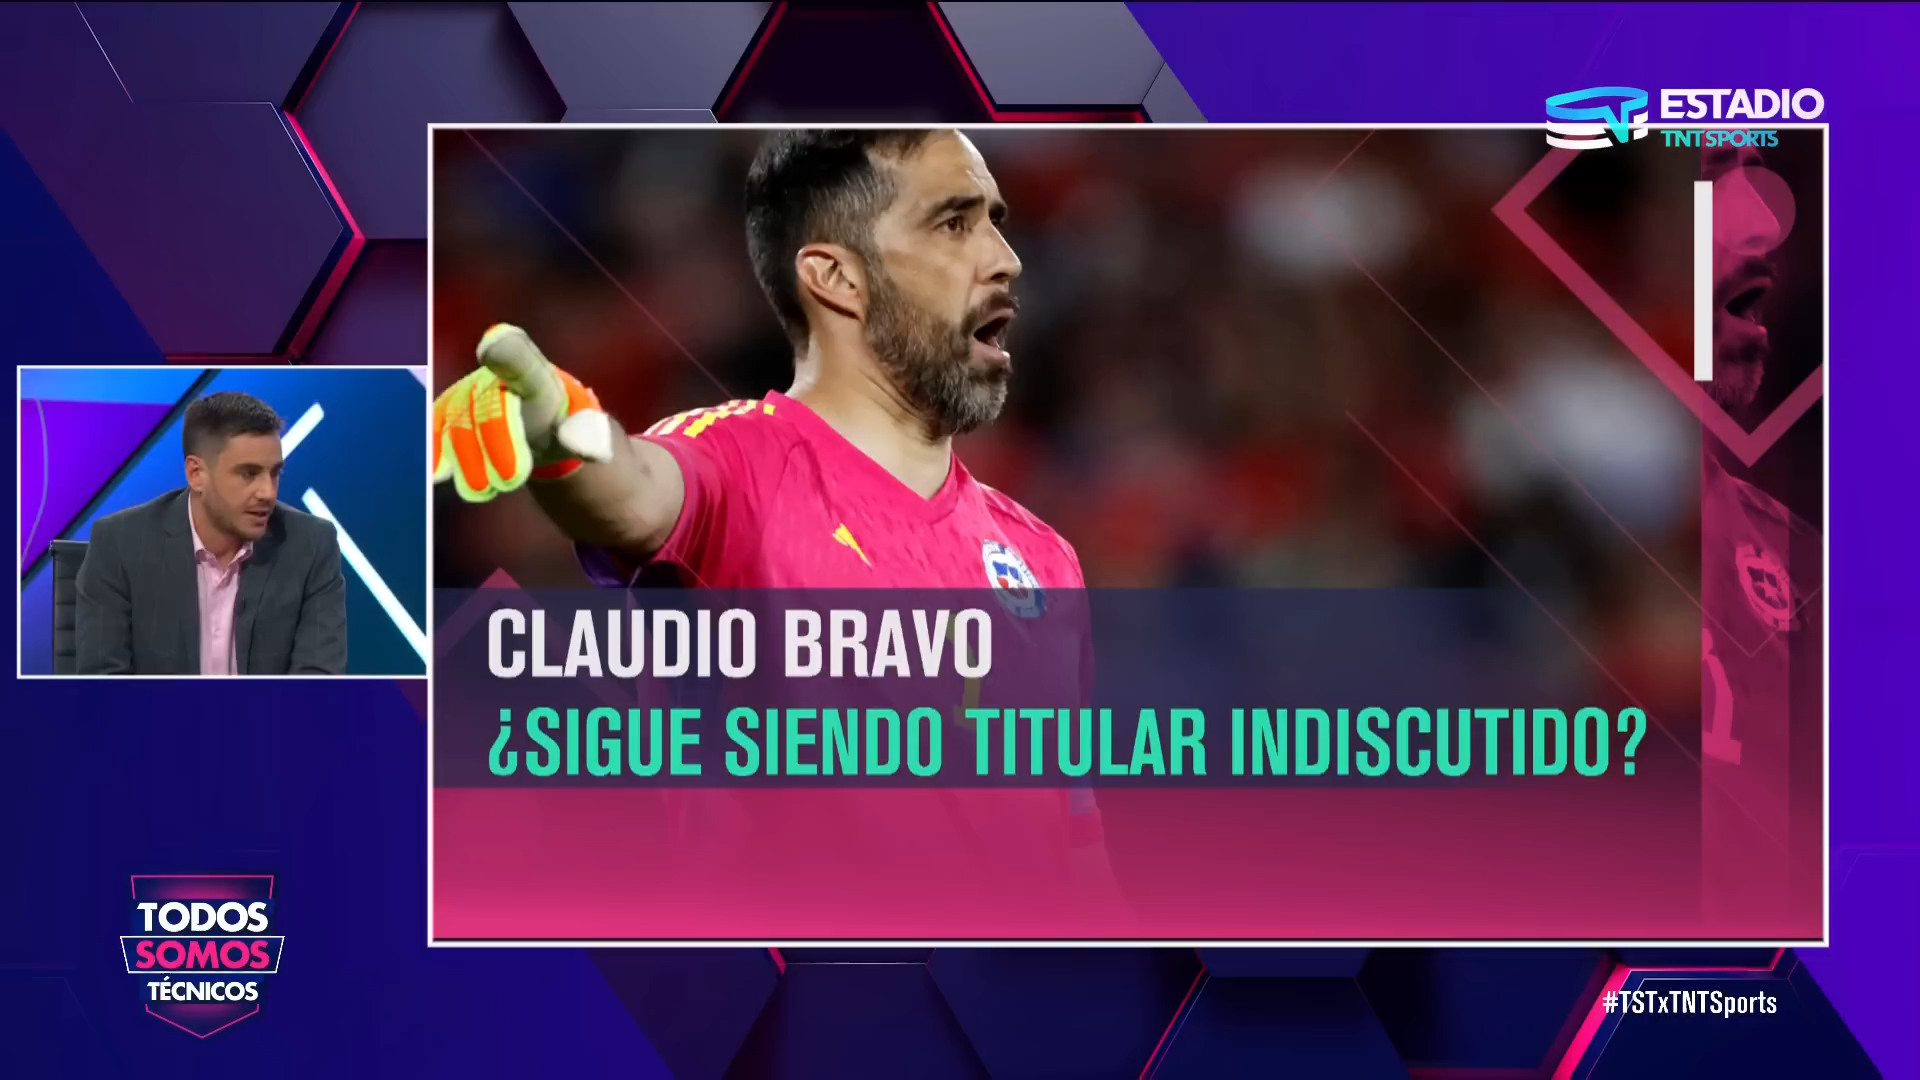 ESTADIO
TNT SPORTS
CLAUDIO BRAVO
¿SIGUE SIENDO TITULAR INDISCUTIDO?
TODOS
SOMOS
TÉCNICOS
#TSTxTNTSports